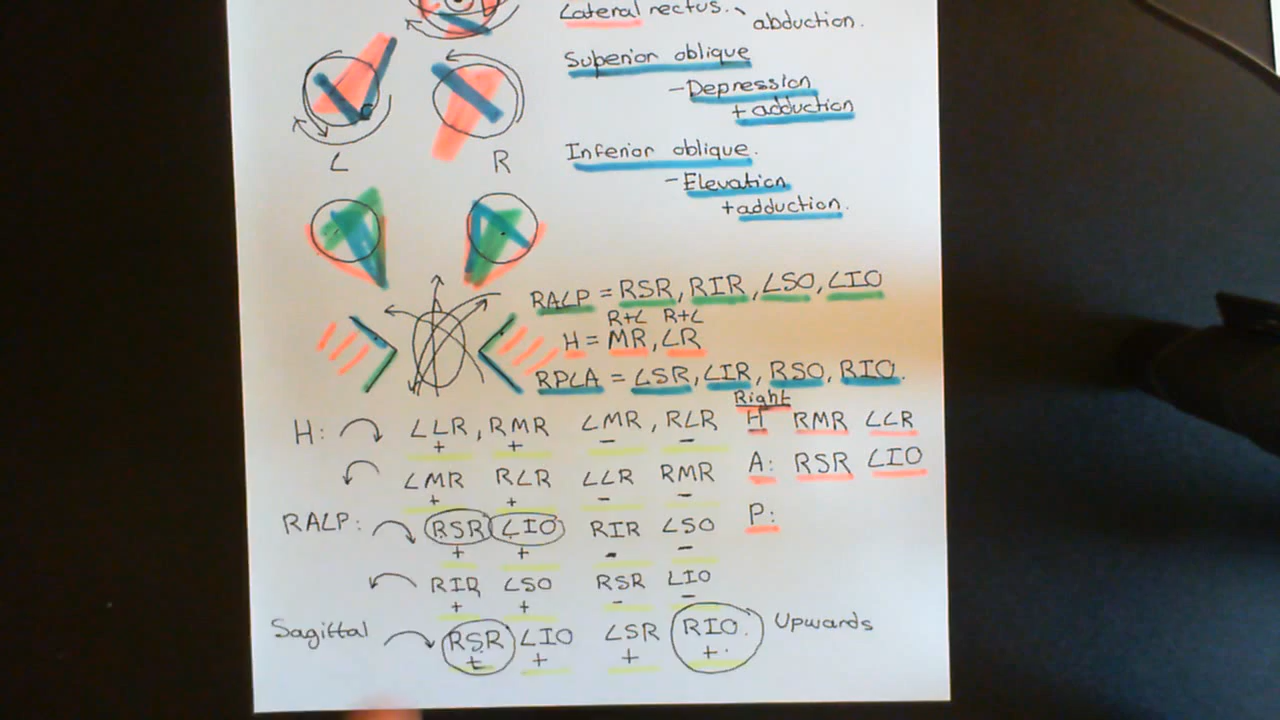 Lateral rectus.
abduction.
Superior oblique
- Depression
+ adduction
L R
Inferior oblique.
- Elevation
+ adduction.
RALP = RSR, RIR, LSO, LIO
R+L R+L
H = MR, LR
RPLA = LSR, LIR, RSO, RIO.
Right
H: LLR, RMR LMR, RLR H RMR LLR
+ + - -
LMR RLR LLR RMR A: RSR LIO
+ + - -
RALP: RSR LIO RIR LSO P:
+ + - -
RIR LSO RSR LIO
+ + - -
Sagittal RSR LIO LSR RIO. Upwards
+ + + +.